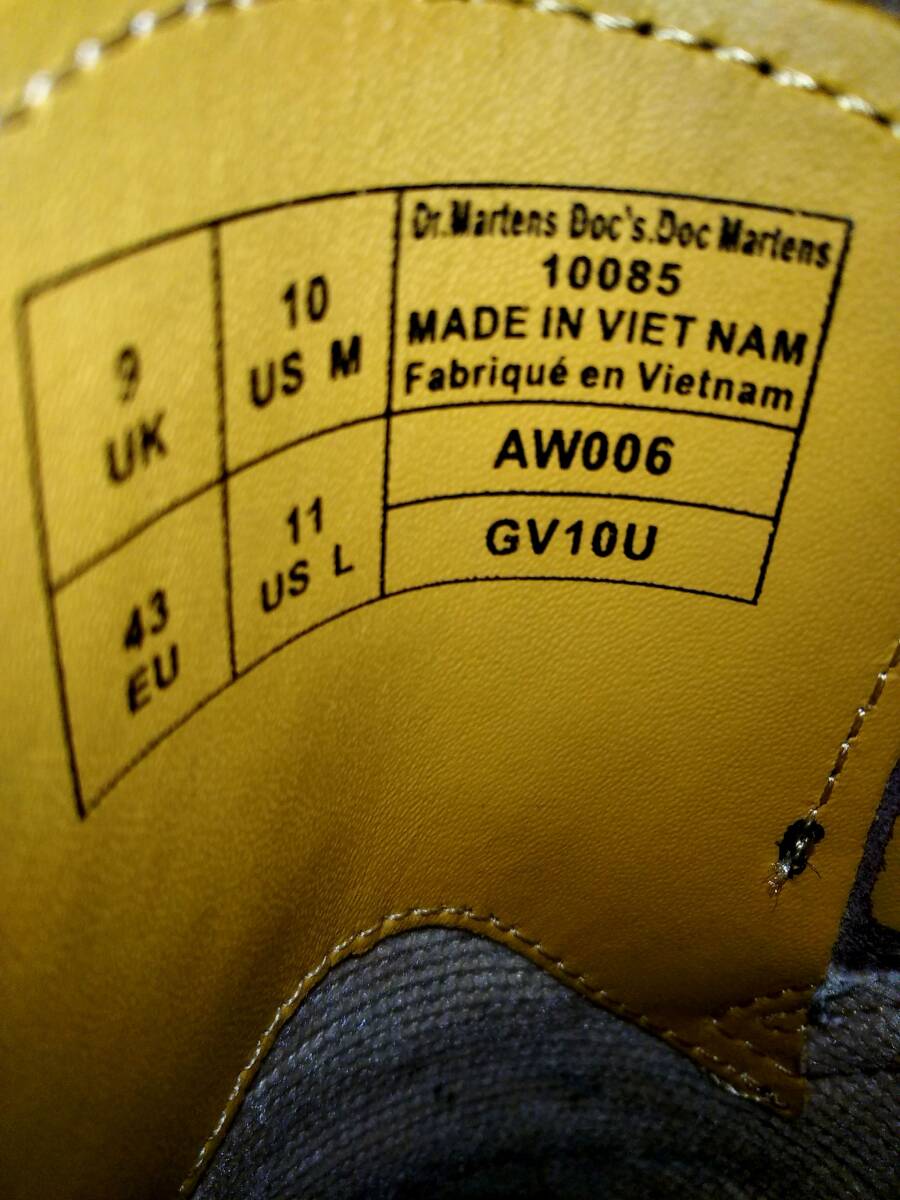 9
UK
10
US M
Dr.Martens Doc's.Doc Martens
10085
MADE IN VIET NAM
Fabriqué en Vietnam
43
EU
11
US L
AW006
GV10U